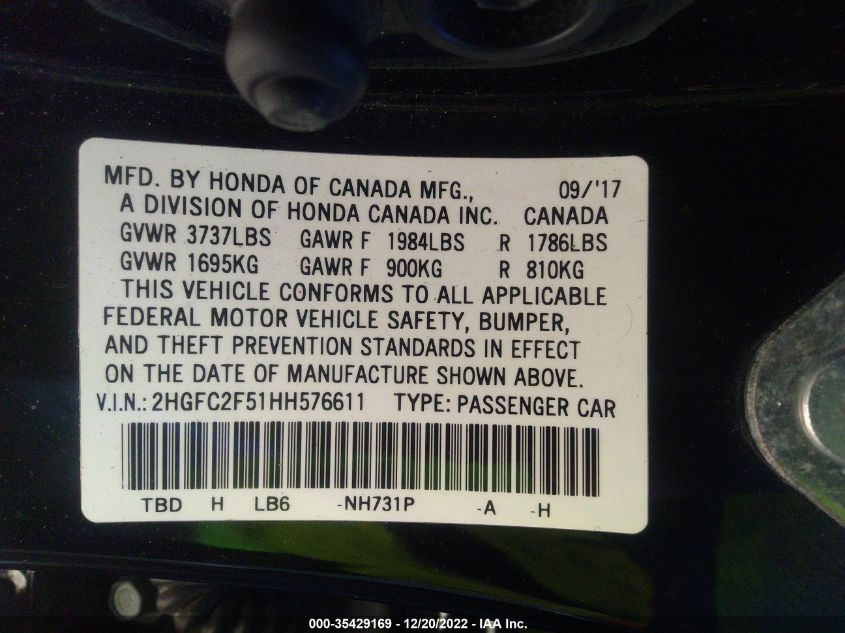 MFD. BY HONDA OF CANADA MFG., 09/'17
A DIVISION OF HONDA CANADA INC. CANADA
GVWR 3737LBS GAWR F 1984LBS R 1786LBS
GVWR 1695KG GAWR F 900KG R 810KG
THIS VEHICLE CONFORMS TO ALL APPLICABLE
FEDERAL MOTOR VEHICLE SAFETY, BUMPER,
AND THEFT PREVENTION STANDARDS IN EFFECT
ON THE DATE OF MANUFACTURE SHOWN ABOVE.
V.I.N.: 2HGFC2F51HH576611 TYPE: PASSENGER CAR
TBD H LB6 -NH731P -A -H
000-35429169 - 12/20/2022 - IAA Inc.